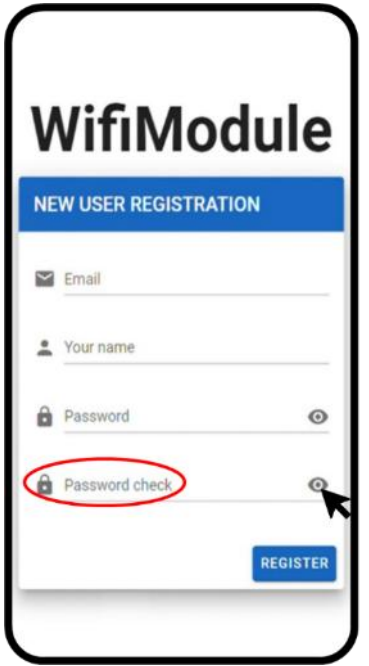 WifiModule
NEW USER REGISTRATION
Email
Your name
Password
Password check
REGISTER